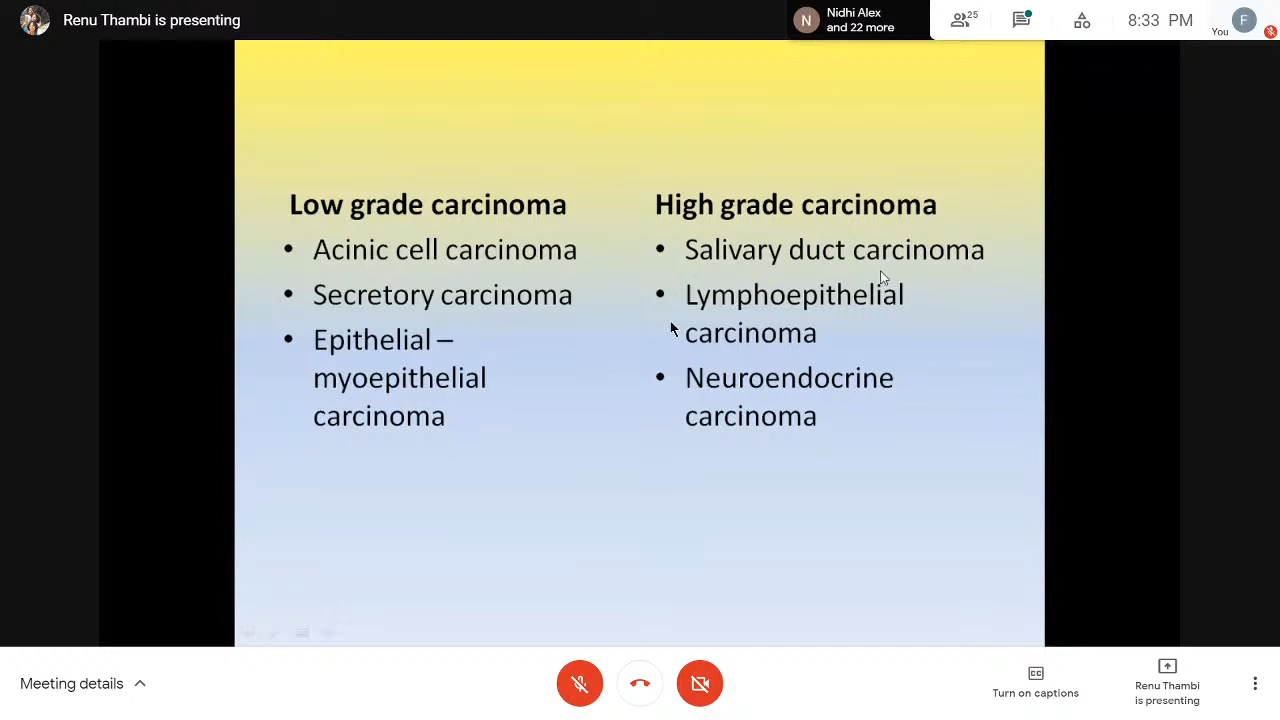 Renu Thambi is presenting
N
Nidhi Alex
and 22 more
25
8:33 PM
You
F
Low grade carcinoma
• Acinic cell carcinoma
• Secretory carcinoma
• Epithelial –
myoepithelial
carcinoma
High grade carcinoma
• Salivary duct carcinoma
• Lymphoepithelial
carcinoma
• Neuroendocrine
carcinoma
Meeting details
CC
Turn on captions
Renu Thambi
is presenting